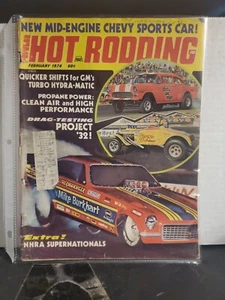 NEW MID-ENGINE CHEVY SPORTS CAR!
HOT RODDING
FEBRUARY 1974 60¢
QUICKER SHIFTS for GM's
TURBO HYDRA-MATIC
PROPANE POWER:
CLEAN AIR and HIGH
PERFORMANCE
DRAG-TESTING
PROJECT
'32!
Mike Burkhart
Extra!
NHRA SUPERNATIONALS